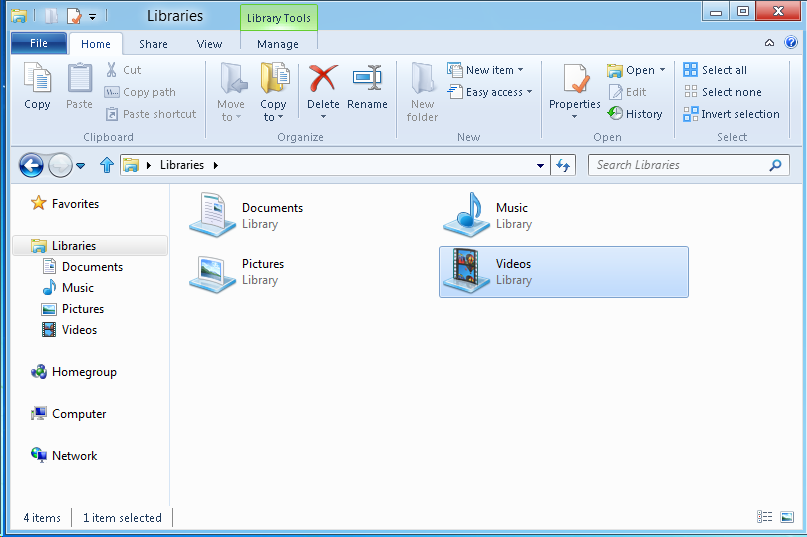 Libraries
Library Tools
File Home Share View Manage
Copy
Paste
Cut
Copy path
Paste shortcut
Clipboard
Move to
Copy to
Delete
Rename
Organize
New folder
New item
Easy access
New
Properties
Open
Edit
History
Open
Select all
Select none
Invert selection
Select
Libraries
Search Libraries
Favorites
Libraries
Documents
Music
Pictures
Videos
Homegroup
Computer
Network
Documents
Library
Music
Library
Pictures
Library
Videos
Library
4 items 1 item selected